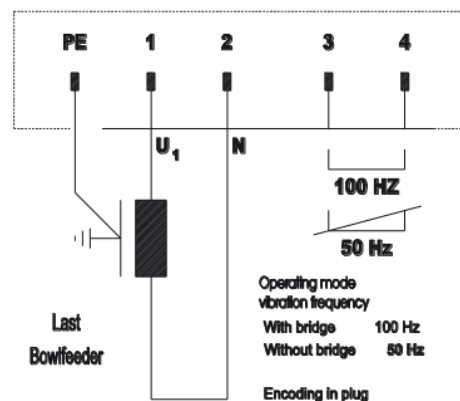 PE 1 2 3 4
U1 N
100 HZ
50 Hz
Operating mode
vibration frequency
With bridge 100 Hz
Without bridge 50 Hz
Last
Bowlfeeder
Encoding in plug